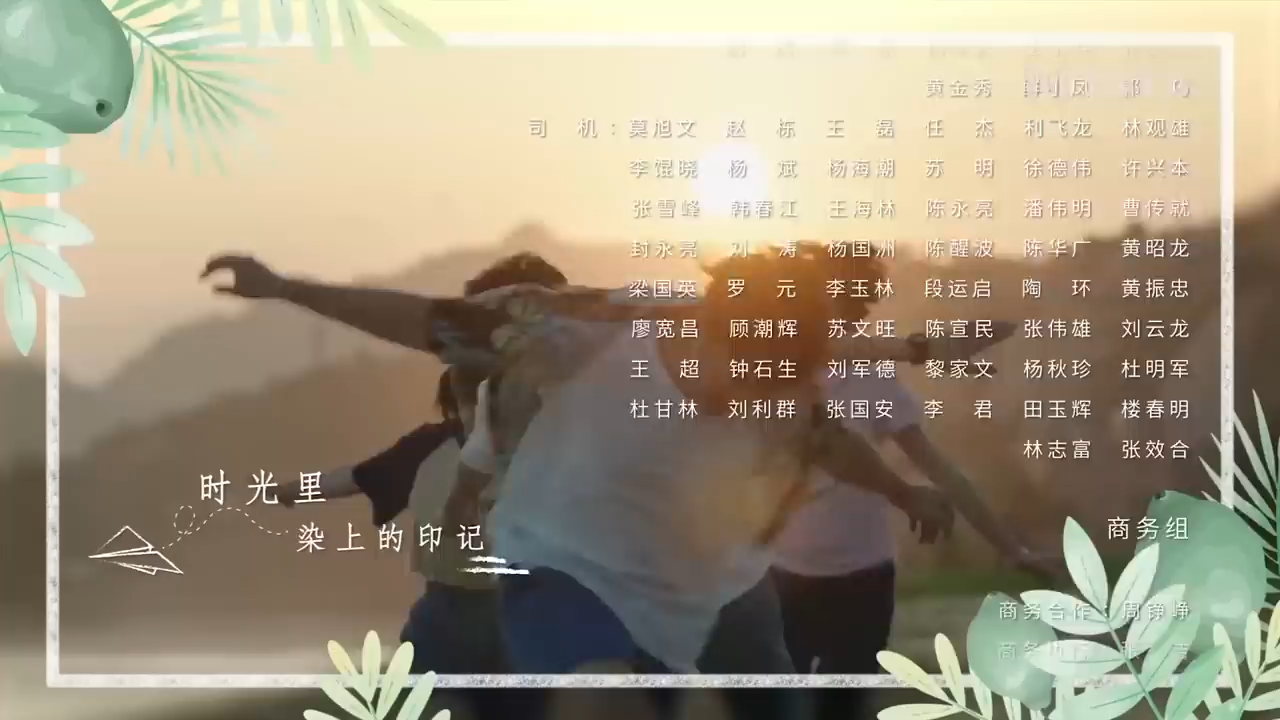 黄金秀
司 机：莫旭文 赵 栋 王 磊 任 杰 利飞龙 林观雄
李馄晓 杨 斌 杨海潮 苏 明 徐德伟 许兴本
张雪峰 韩春江 王海林 陈永亮 潘伟明 曹传就
封永亮 刘 涛 杨国洲 陈醒波 陈华广 黄昭龙
梁国英 罗 元 李玉林 段运启 陶 环 黄振忠
廖宽昌 顾潮辉 苏文旺 陈宣民 张伟雄 刘云龙
王 超 钟石生 刘军德 黎家文 杨秋珍 杜明军
杜甘林 刘利群 张国安 李 君 田玉辉 楼春明
林志富 张效合
时光里
染上的印记
商务组
商务合作：周铮峥